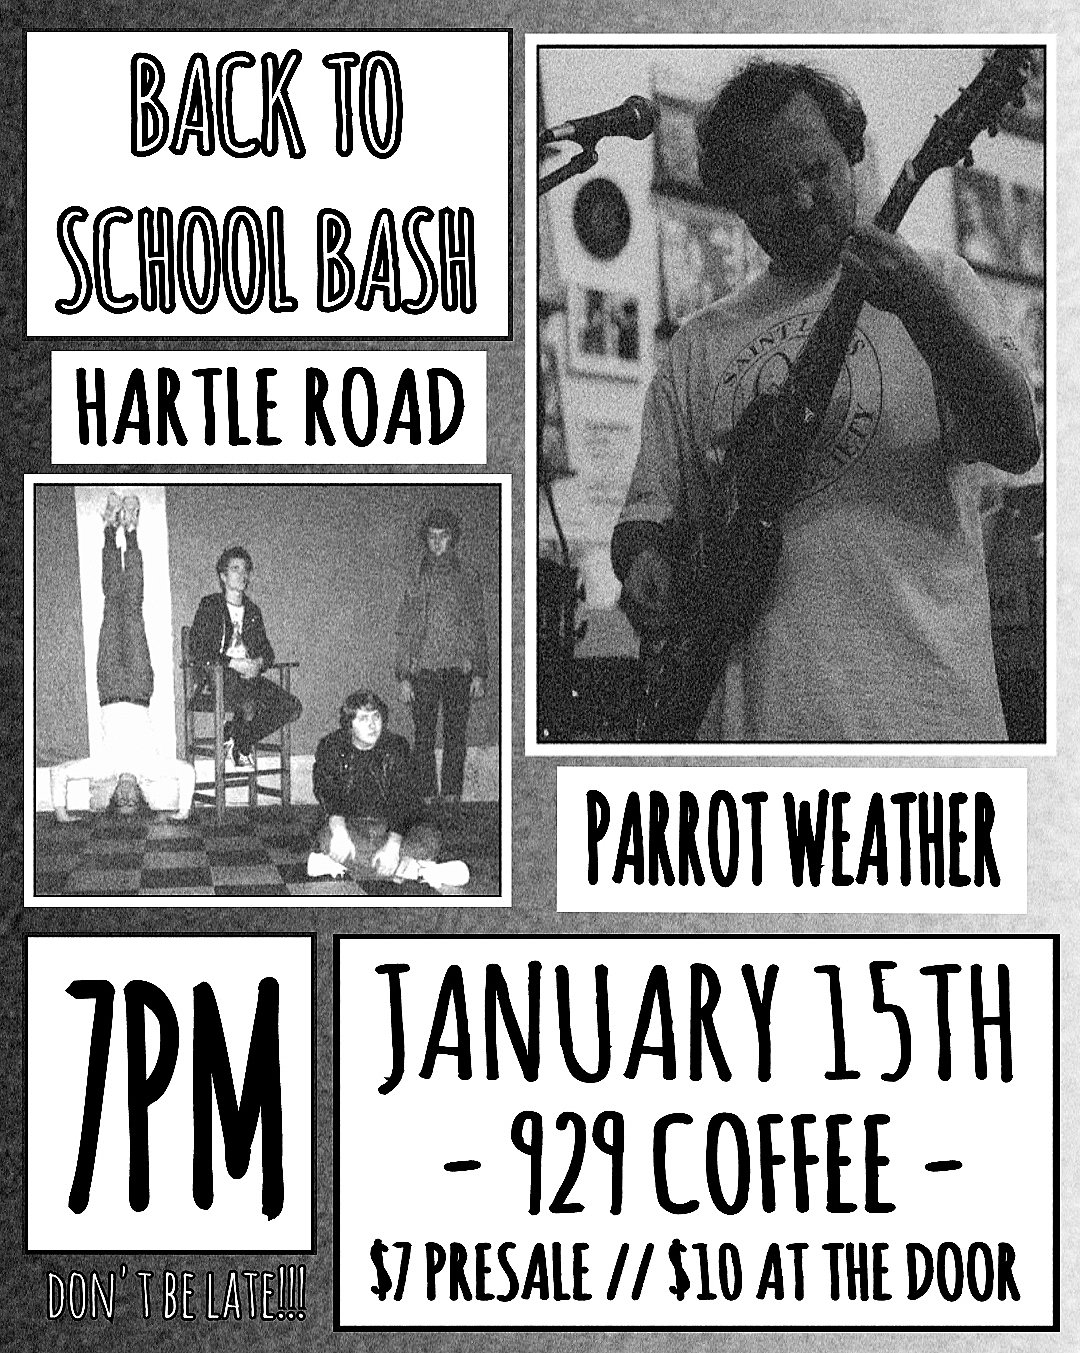 BACK TO
SCHOOL BASH
HARTLE ROAD
SAINT
PARROT WEATHER
7PM
DON'T BE LATE!!!
JANUARY 15TH
- 929 COFFEE -
$7 PRESALE // $10 AT THE DOOR